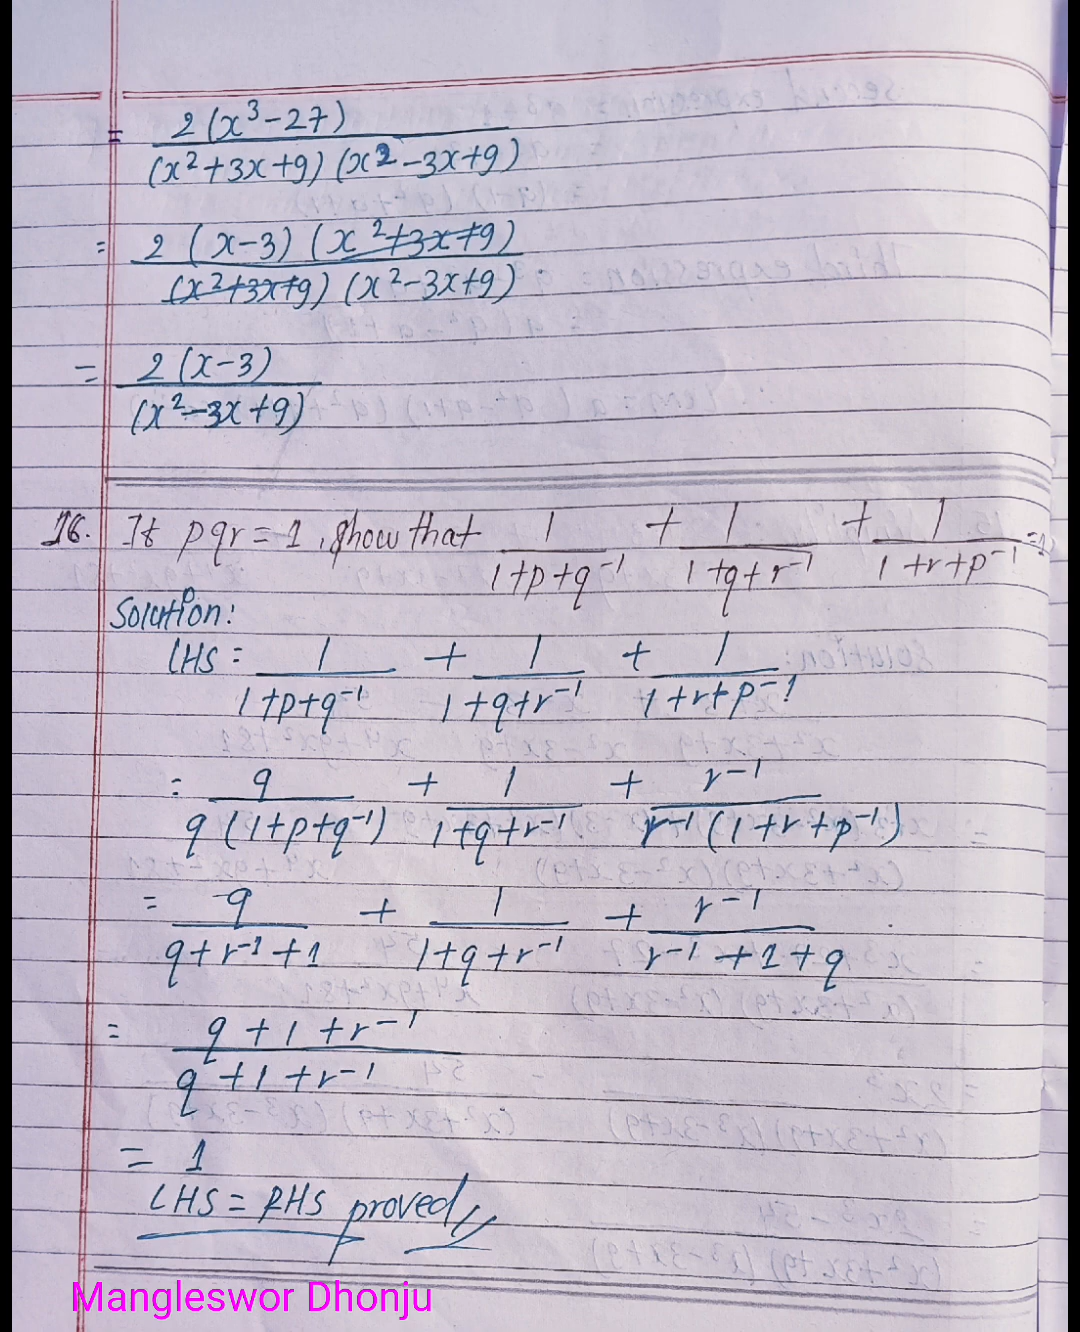 = 2(x³-27) / (x²+3x+9) (x²-3x+9)
= 2 (x-3) (x²+3x+9) / (x²+3x+9) (x²-3x+9)
= 2(x-3) / (x²-3x+9)
16. If pqr=1, show that 1/(1+p+q⁻¹) + 1/(1+q+r⁻¹) + 1/(1+r+p⁻¹) =1
Solution:
LHS = 1/(1+p+q⁻¹) + 1/(1+q+r⁻¹) + 1/(1+r+p⁻¹)
= q/(q(1+p+q⁻¹)) + 1/(1+q+r⁻¹) + r⁻¹/(r⁻¹(1+r+p⁻¹))
= q/(q+r⁻¹+1) + 1/(1+q+r⁻¹) + r⁻¹/(r⁻¹+1+q)
= (q+1+r⁻¹)/(q+1+r⁻¹)
= 1
LHS = RHS proved//
Mangleswor Dhonju